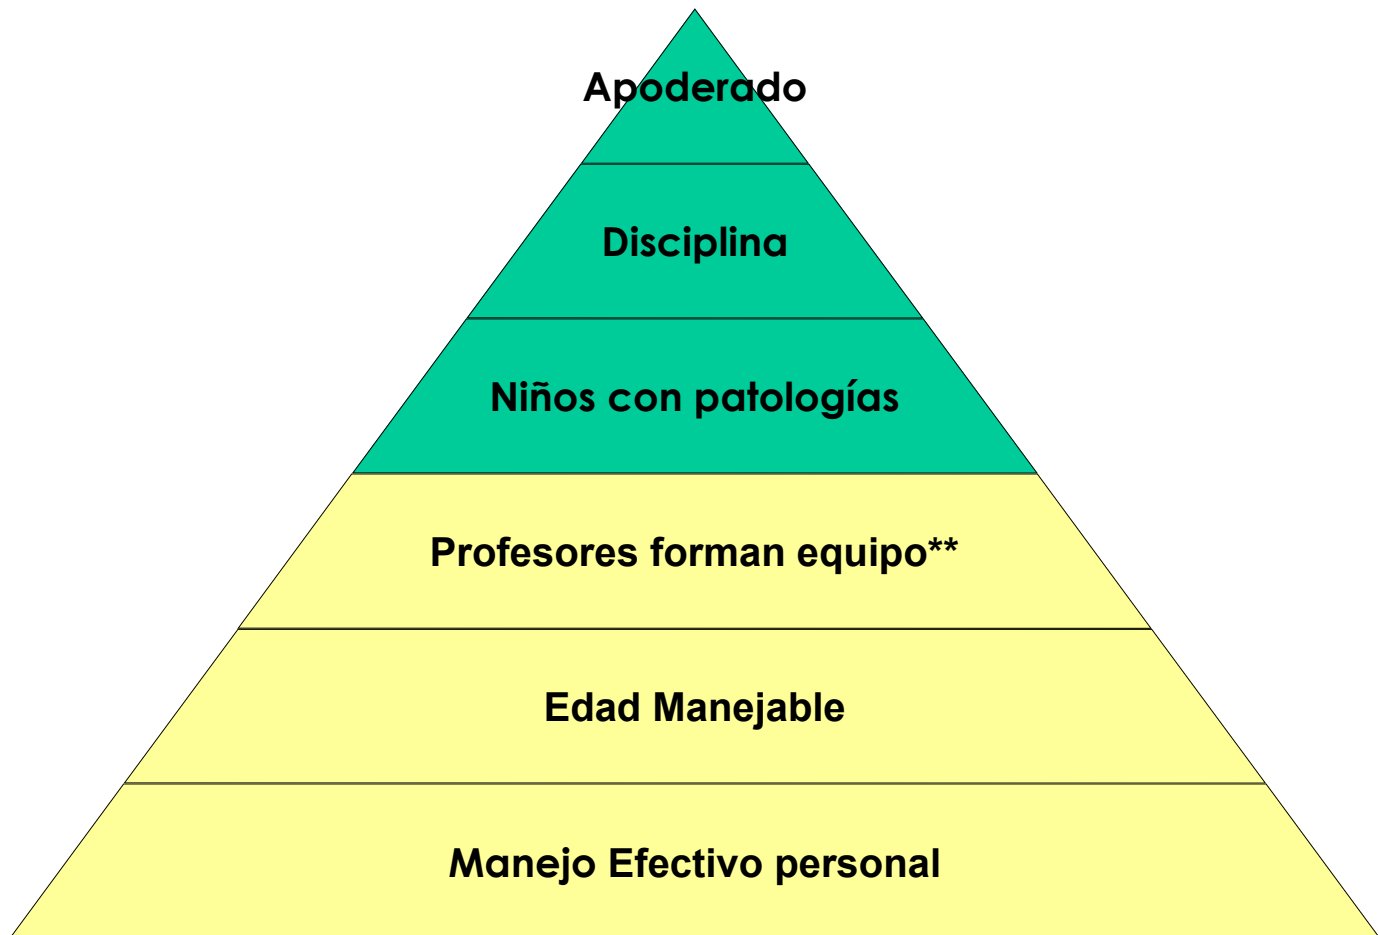 Apoderado
Disciplina
Niños con patologías
Profesores forman equipo**
Edad Manejable
Manejo Efectivo personal